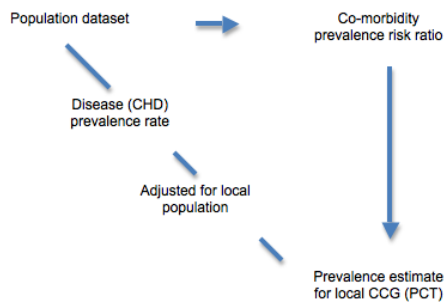 Population dataset
Co-morbidity
prevalence risk ratio
Disease (CHD)
prevalence rate
Adjusted for local
population
Prevalence estimate
for local CCG (PCT)